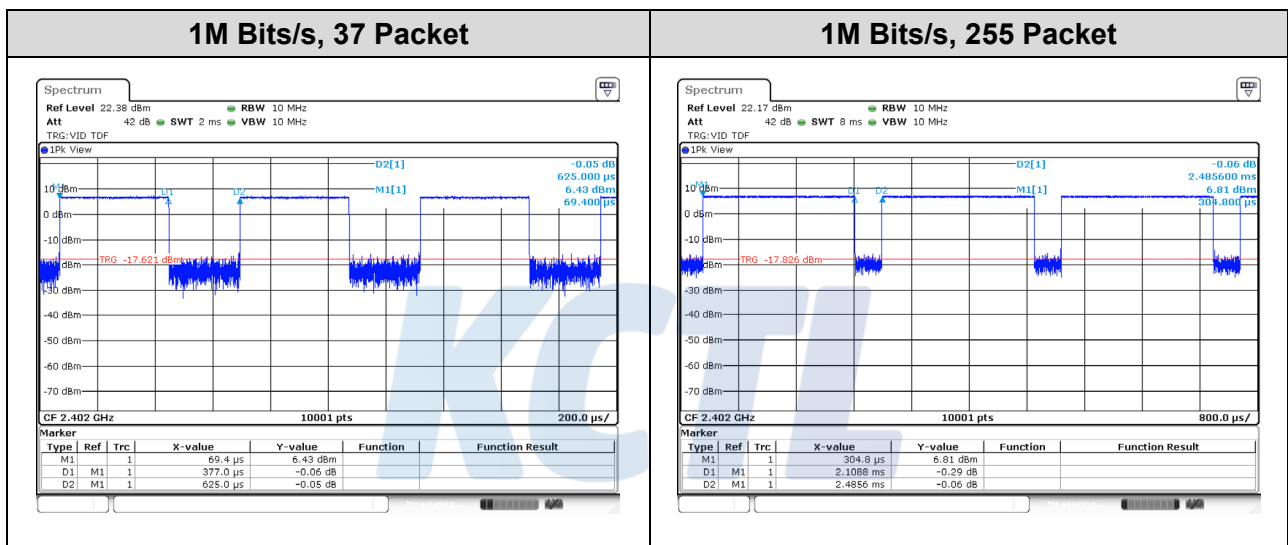 1M Bits/s, 37 Packet
Spectrum
Ref Level 22.38 dBm RBW 10 MHz
Att 42 dB SWT 2 ms VBW 10 MHz
TRG:VID TDF
1Pk View
D2[1] -0.05 dB
625.000 µs
M1[1] 6.43 dBm
69.400 µs
M1
D1
D2
10 dBm
0 dBm
-10 dBm
TRG -17.621 dBm
dBm
-30 dBm
-40 dBm
-50 dBm
-60 dBm
-70 dBm
CF 2.402 GHz 10001 pts 200.0 µs/
Marker
Type Ref Trc X-value Y-value Function Function Result
M1 1 69.4 µs 6.43 dBm
D1 M1 1 377.0 µs -0.06 dB
D2 M1 1 625.0 µs -0.05 dB
1M Bits/s, 255 Packet
Spectrum
Ref Level 22.17 dBm RBW 10 MHz
Att 42 dB SWT 8 ms VBW 10 MHz
TRG:VID TDF
1Pk View
D2[1] -0.06 dB
2.485600 ms
M1[1] 6.81 dBm
304.800 µs
M1
D1
D2
10 dBm
0 dBm
-10 dBm
TRG -17.826 dBm
dBm
-30 dBm
-40 dBm
-50 dBm
-60 dBm
-70 dBm
CF 2.402 GHz 10001 pts 800.0 µs/
Marker
Type Ref Trc X-value Y-value Function Function Result
M1 1 304.8 µs 6.81 dBm
D1 M1 1 2.1088 ms -0.29 dB
D2 M1 1 2.4856 ms -0.06 dB
KCTL